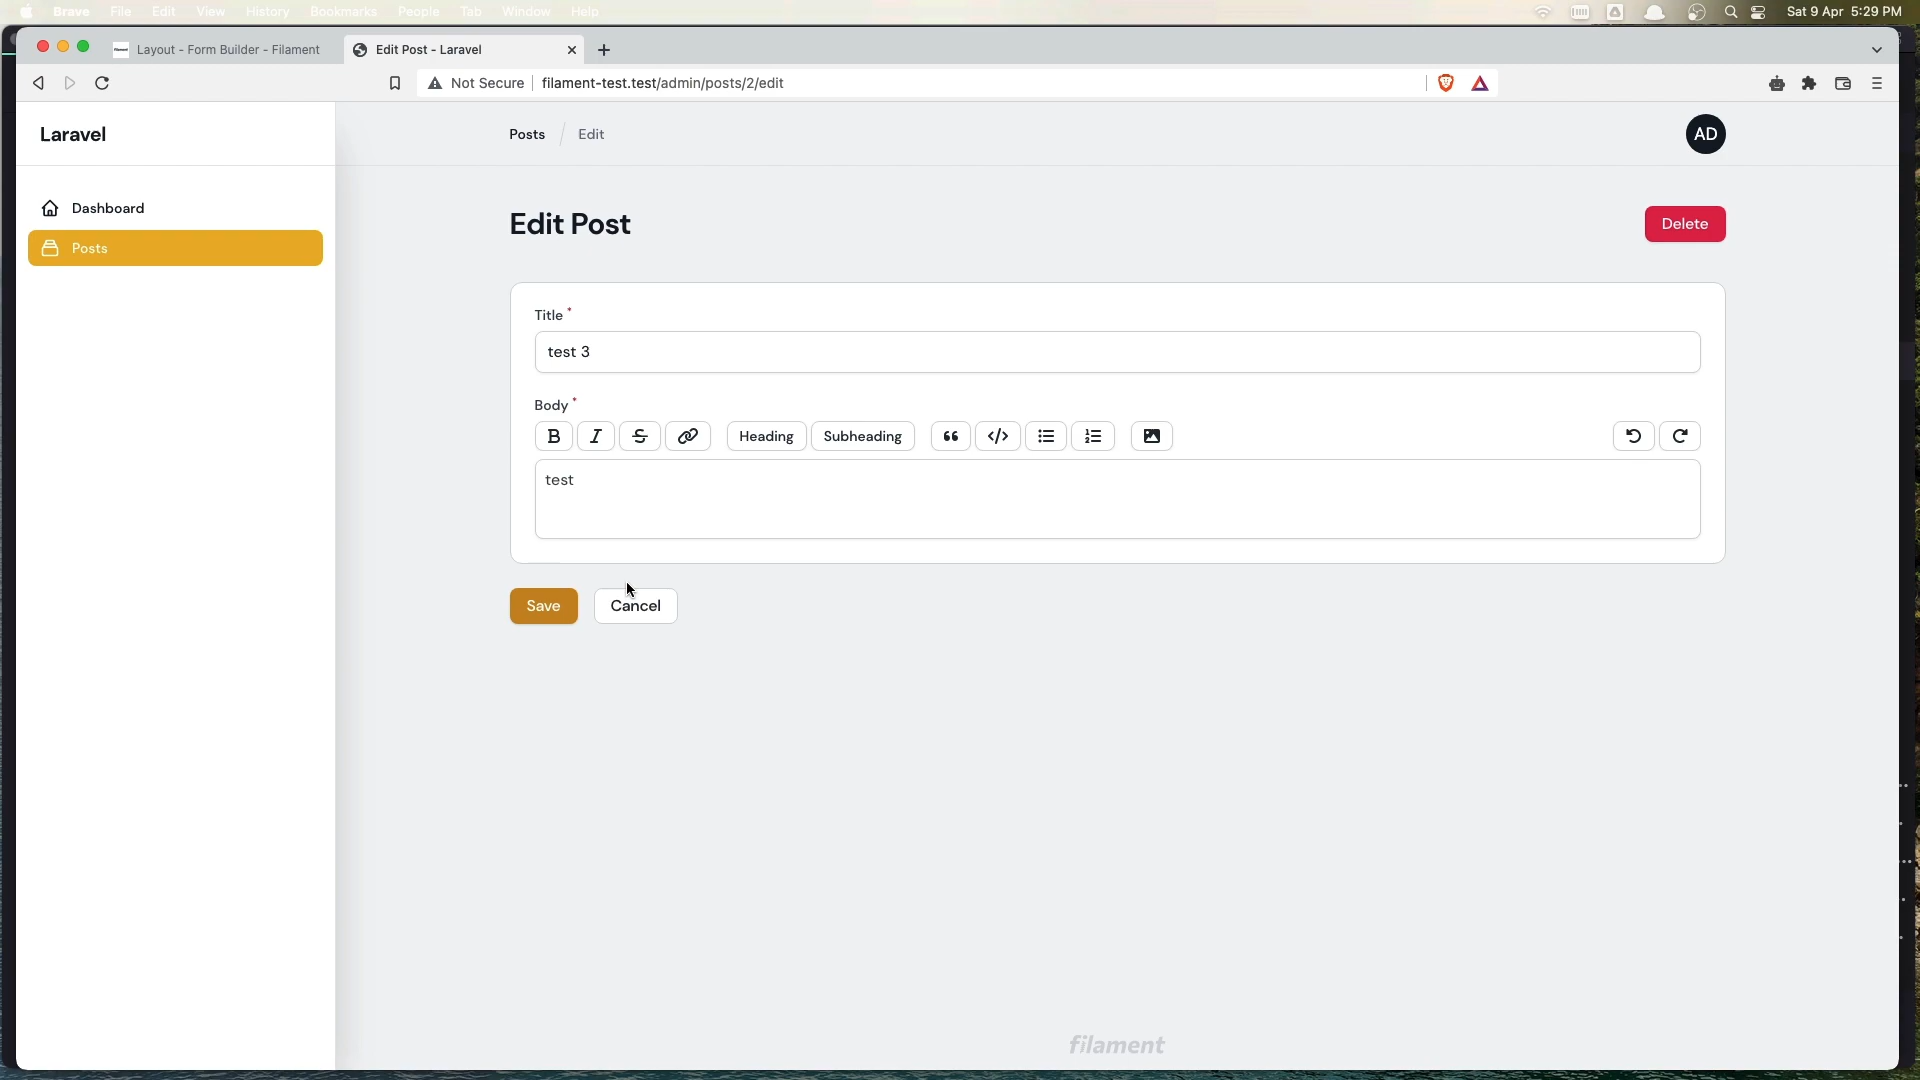 Brave File Edit View History Bookmarks People Tab Window Help Sat 9 Apr 5:29 PM
Layout - Form Builder - Filament Edit Post - Laravel
Not Secure filament-test.test/admin/posts/2/edit
Laravel
Posts / Edit
AD
Dashboard
Posts
Edit Post
Delete
Title *
test 3
Body *
Heading Subheading
test
Save Cancel
filament